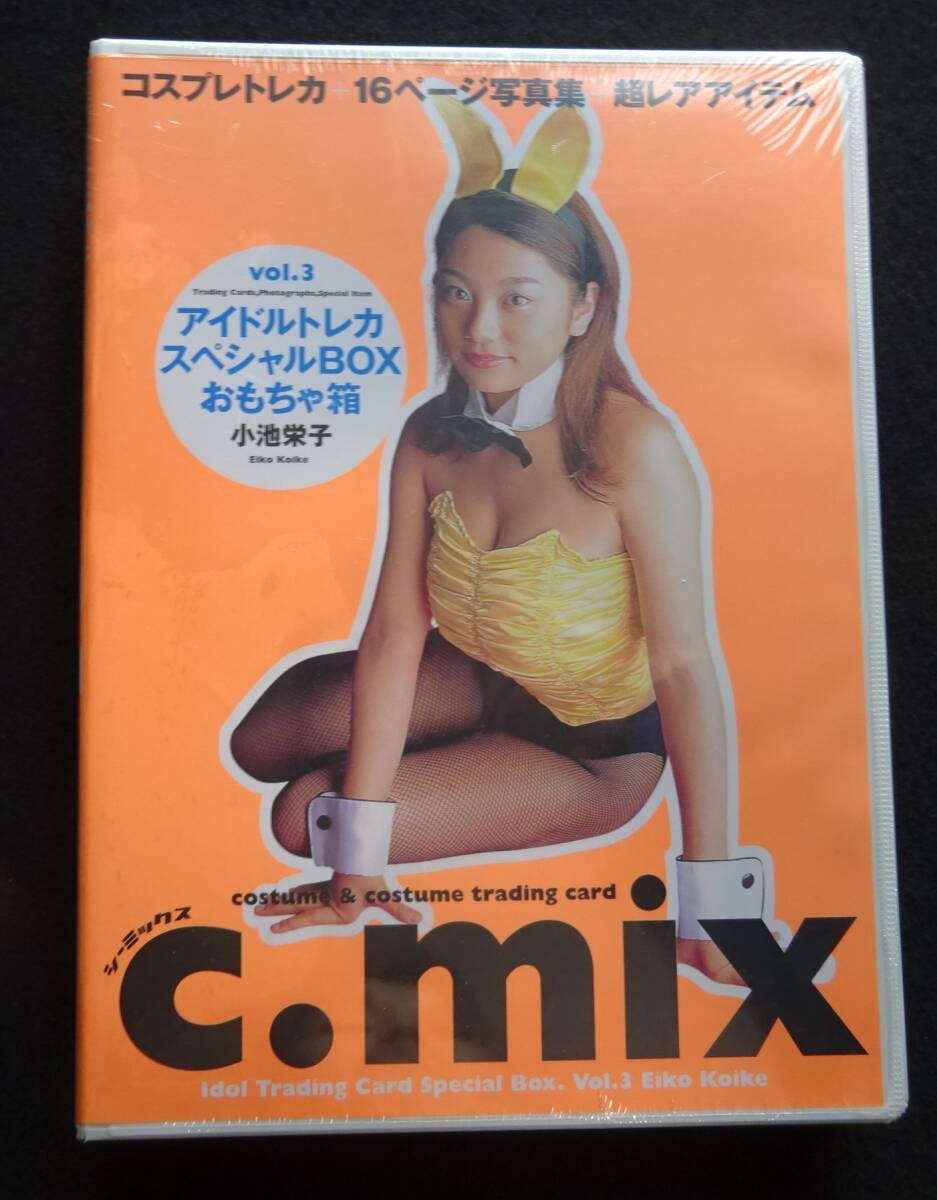 コスプレトレカ+16ページ写真集+超レアアイテム
vol.3
Trading Cards,Photographs,Special Item
アイドルトレカ
スペシャルBOX
おもちゃ箱
小池栄子
Eiko Koike
costume & costume trading card
シーミックス
c.mix
Idol Trading Card Special Box. Vol.3 Eiko Koike